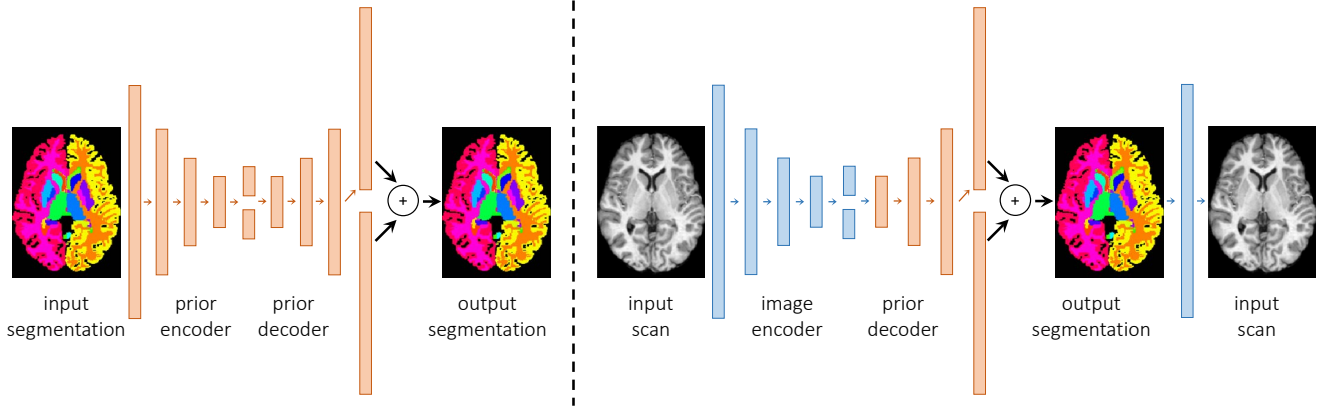 +
+
input
segmentation
prior
encoder
prior
decoder
output
segmentation
input
scan
image
encoder
prior
decoder
output
segmentation
input
scan